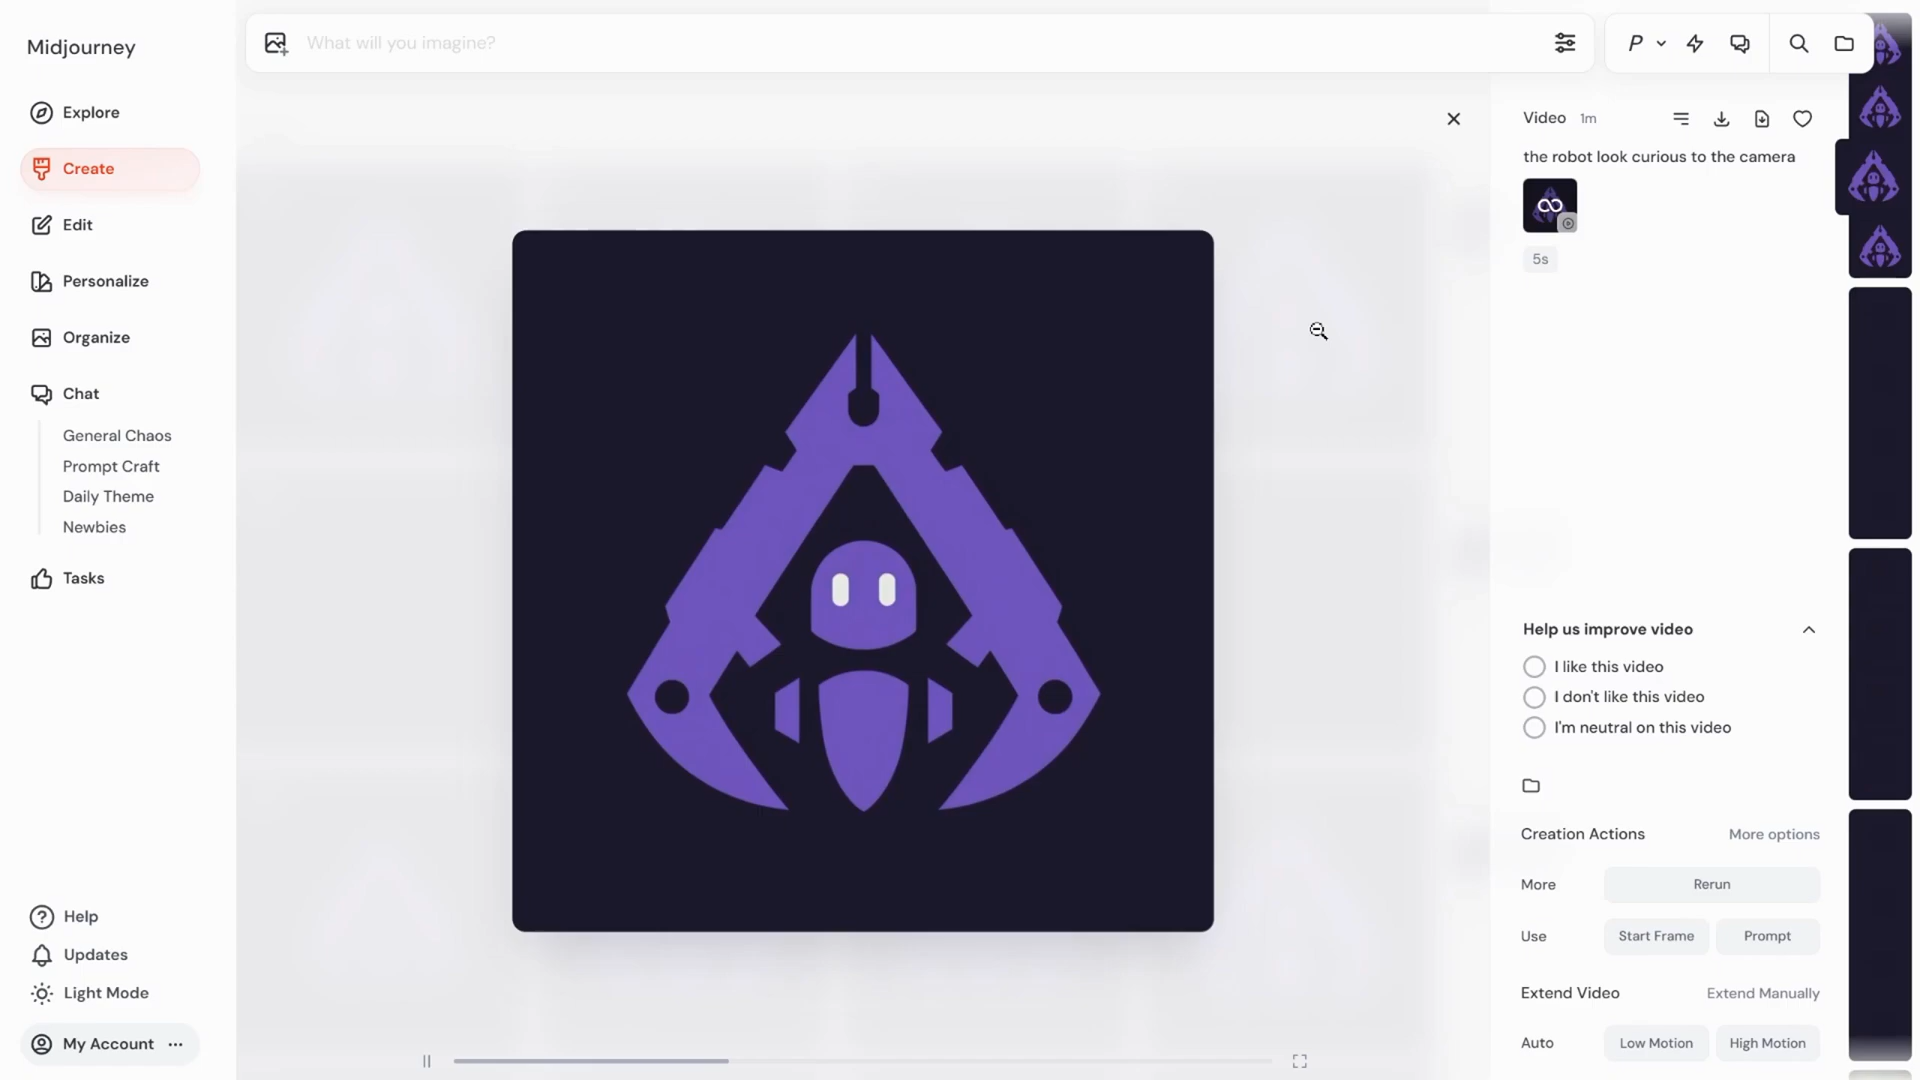 Midjourney
What will you imagine?
P
Explore
Create
Edit
Personalize
Organize
Chat
General Chaos
Prompt Craft
Daily Theme
Newbies
Tasks
Help
Updates
Light Mode
My Account
Video 1m
the robot look curious to the camera
5s
Help us improve video
I like this video
I don't like this video
I'm neutral on this video
Creation Actions More options
More Rerun
Use Start Frame Prompt
Extend Video Extend Manually
Auto Low Motion High Motion